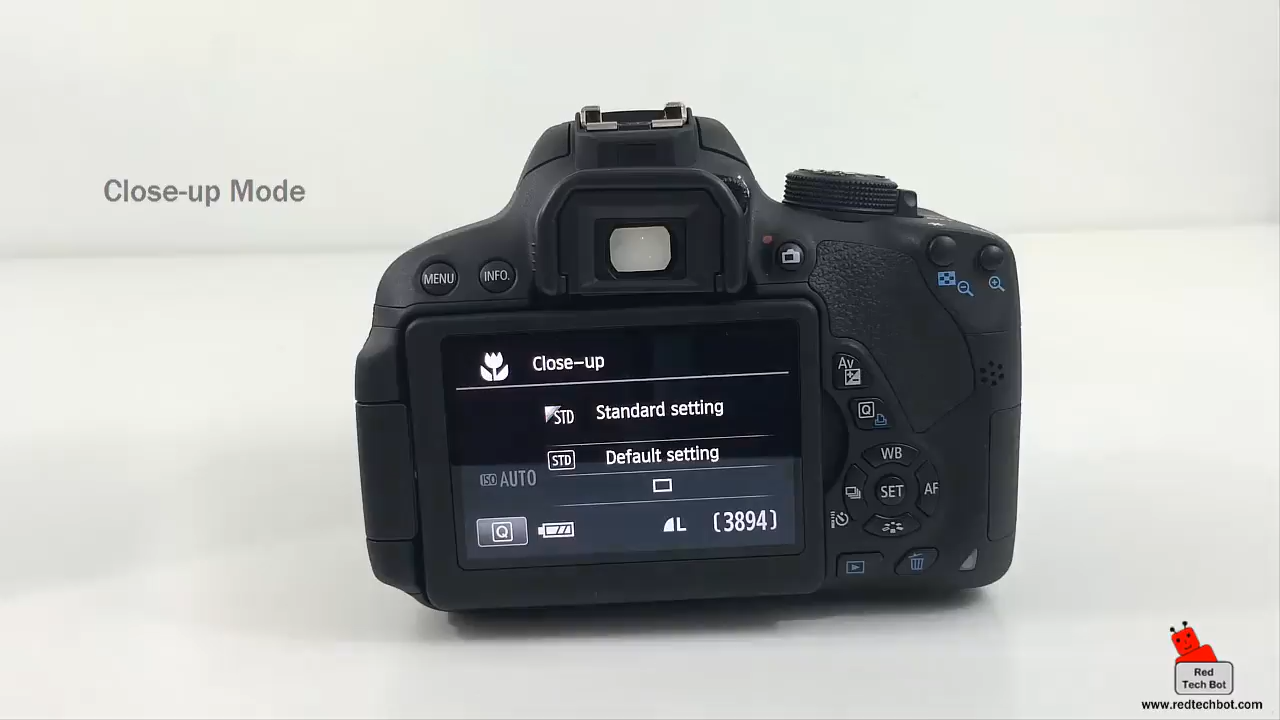 Close-up Mode
MENU
INFO.
Close-up
STD
Standard setting
STD
Default setting
ISO AUTO
Q
L
(3894)
Av
Q
WB
SET
AF
Red
Tech Bot
www.redtechbot.com